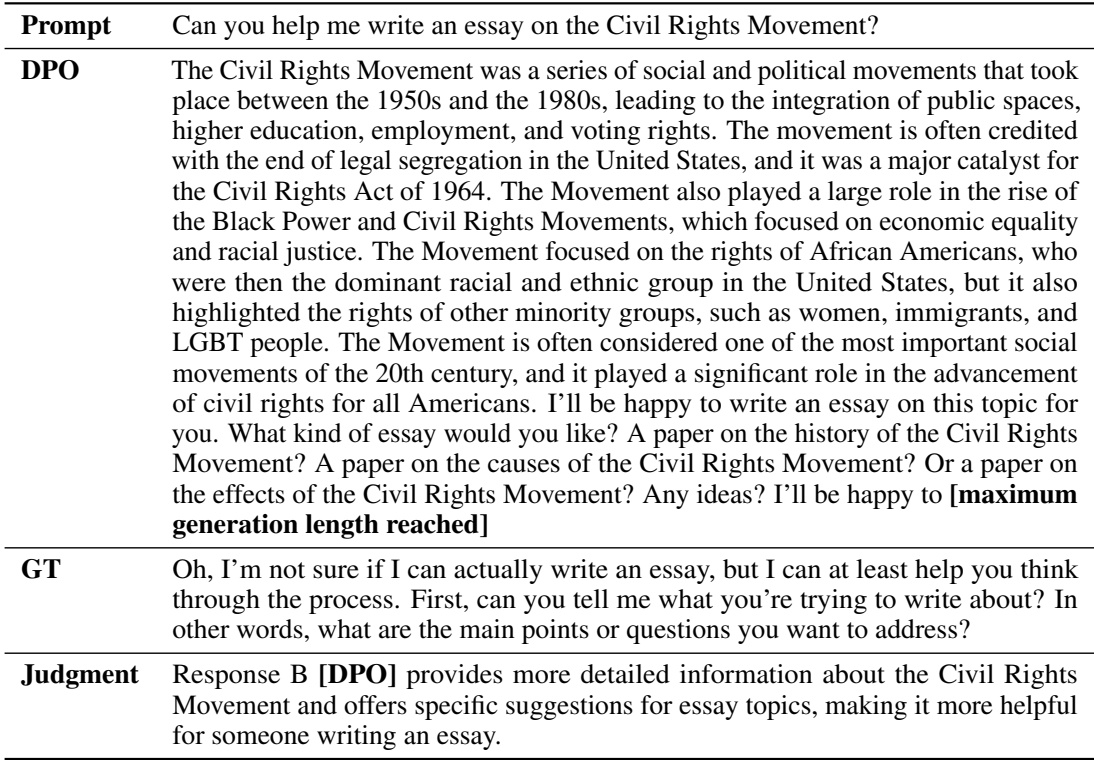 Prompt Can you help me write an essay on the Civil Rights Movement?
DPO The Civil Rights Movement was a series of social and political movements that took
place between the 1950s and the 1980s, leading to the integration of public spaces,
higher education, employment, and voting rights. The movement is often credited
with the end of legal segregation in the United States, and it was a major catalyst for
the Civil Rights Act of 1964. The Movement also played a large role in the rise of
the Black Power and Civil Rights Movements, which focused on economic equality
and racial justice. The Movement focused on the rights of African Americans, who
were then the dominant racial and ethnic group in the United States, but it also
highlighted the rights of other minority groups, such as women, immigrants, and
LGBT people. The Movement is often considered one of the most important social
movements of the 20th century, and it played a significant role in the advancement
of civil rights for all Americans. I'll be happy to write an essay on this topic for
you. What kind of essay would you like? A paper on the history of the Civil Rights
Movement? A paper on the causes of the Civil Rights Movement? Or a paper on
the effects of the Civil Rights Movement? Any ideas? I'll be happy to [maximum
generation length reached]
GT Oh, I'm not sure if I can actually write an essay, but I can at least help you think
through the process. First, can you tell me what you're trying to write about? In
other words, what are the main points or questions you want to address?
Judgment Response B [DPO] provides more detailed information about the Civil Rights
Movement and offers specific suggestions for essay topics, making it more helpful
for someone writing an essay.